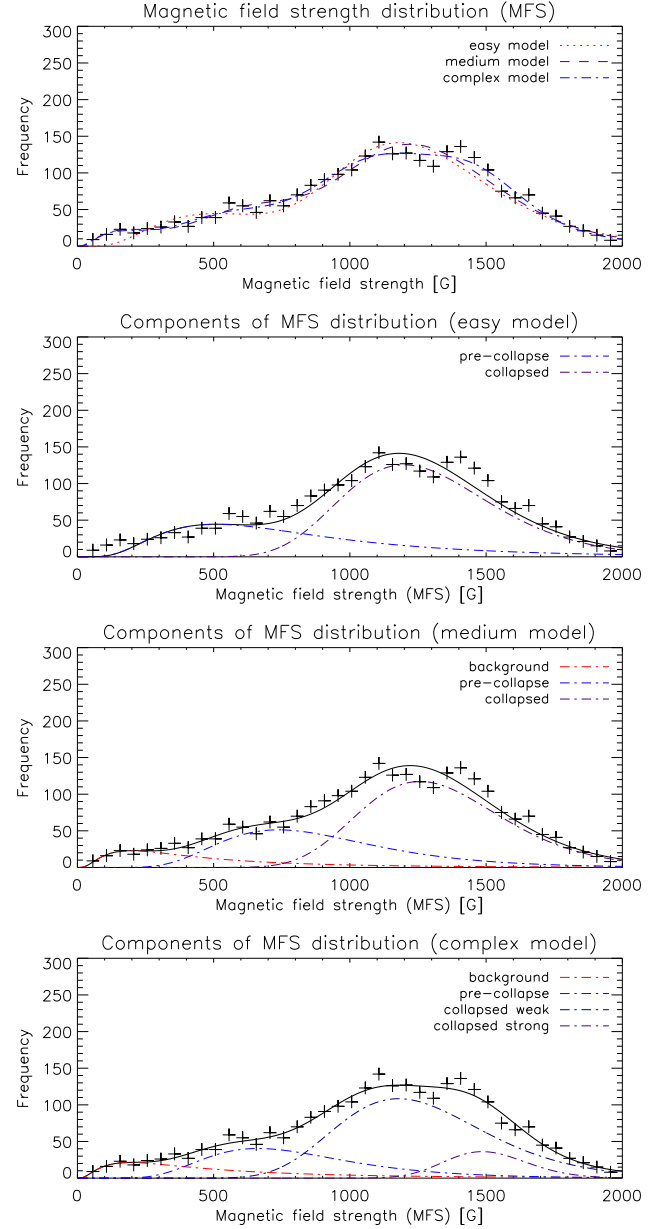 Magnetic field strength distribution (MFS)
300
250
200
150
100
50
0
Frequency
easy model
medium model
complex model
0 500 1000 1500 2000
Magnetic field strength [G]
Components of MFS distribution (easy model)
300
250
200
150
100
50
0
Frequency
pre-collapse
collapsed
0 500 1000 1500 2000
Magnetic field strength (MFS) [G]
Components of MFS distribution (medium model)
300
250
200
150
100
50
0
Frequency
background
pre-collapse
collapsed
0 500 1000 1500 2000
Magnetic field strength (MFS) [G]
Components of MFS distribution (complex model)
300
250
200
150
100
50
0
Frequency
background
pre-collapse
collapsed weak
collapsed strong
0 500 1000 1500 2000
Magnetic field strength (MFS) [G]